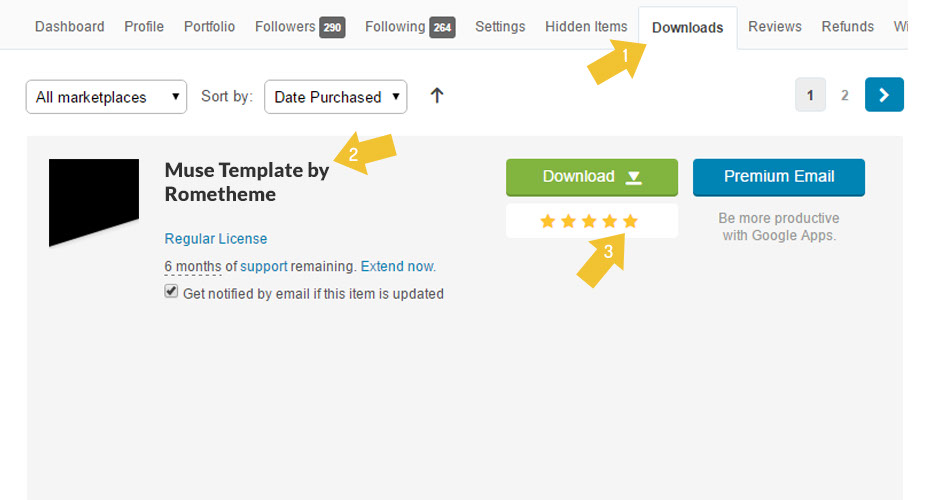 Dashboard Profile Portfolio Followers 290 Following 264 Settings Hidden Items Downloads Reviews Refunds
1
All marketplaces Sort by: Date Purchased 1 2
2
Muse Template by
Rometheme
Download Premium Email
Be more productive
with Google Apps.
3
Regular License
6 months of support remaining. Extend now.
Get notified by email if this item is updated